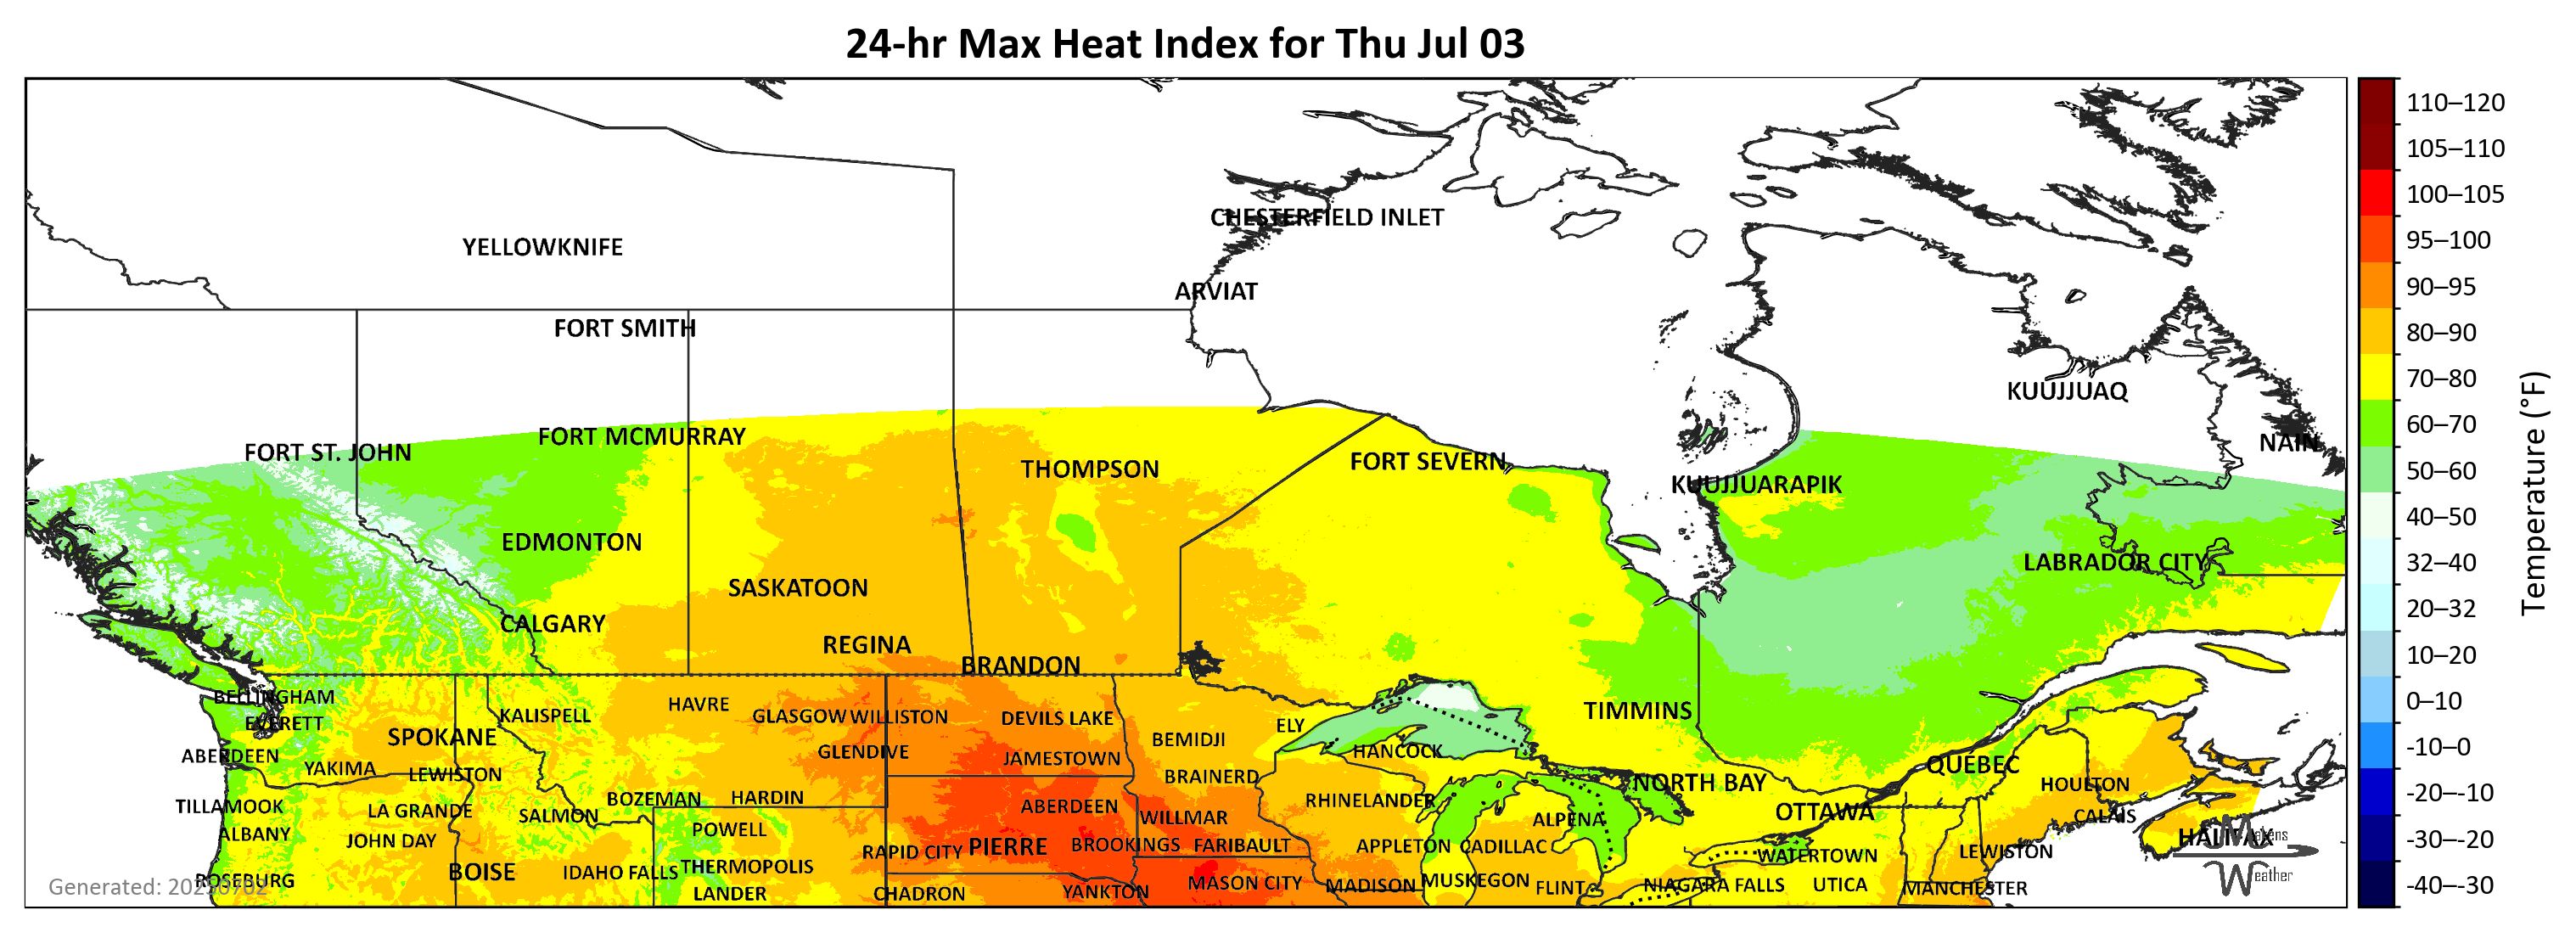 24-hr Max Heat Index for Thu Jul 03
CHESTERFIELD INLET
YELLOWKNIFE
ARVIAT
FORT SMITH
KUUJJUAQ
FORT MCMURRAY
NAIN
FORT ST. JOHN
THOMPSON
FORT SEVERN
KUUJJUARAPIK
EDMONTON
LABRADOR CITY
SASKATOON
CALGARY
REGINA
BRANDON
BELLINGHAM
HAVRE
TIMMINS
KALISPELL
GLASGOW
WILLISTON
DEVILS LAKE
EVERETT
ELY
SPOKANE
BEMIDJI
HANCOCK
ABERDEEN
GLENDIVE
JAMESTOWN
QUÉBEC
YAKIMA
LEWISTON
BRAINERD
NORTH BAY
HOULTON
BOZEMAN
HARDIN
RHINELANDER
TILLAMOOK
LA GRANDE
SALMON
ABERDEEN
WILLMAR
OTTAWA
CALAIS
ALPENA
ALBANY
JOHN DAY
POWELL
HALIFAX
RAPID CITY
PIERRE
BROOKINGS
FARIBAULT
APPLETON
CADILLAC
WATERTOWN
LEWISTON
BOISE
IDAHO FALLS
THERMOPOLIS
ROSEBURG
MASON CITY
MADISON
MUSKEGON
FLINT
NIAGARA FALLS
UTICA
MANCHESTER
LANDER
CHADRON
YANKTON
Generated: 20250702
Makens
Weather
110–120
105–110
100–105
95–100
90–95
80–90
70–80
60–70
50–60
40–50
32–40
20–32
10–20
0–10
-10–0
-20–-10
-30–-20
-40–-30
Temperature (°F)